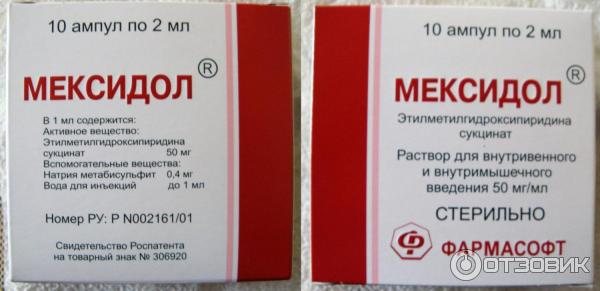 10 ампул по 2 мл
МЕКСИДОЛ®
В 1 мл содержится:
Активное вещество:
Этилметилгидроксипиридина
сукцинат 50 мг
Вспомогательные вещества:
Натрия метабисульфит 0,4 мг
Вода для инъекций до 1 мл
Номер РУ: Р N002161/01
Свидетельство Роспатента
на товарный знак № 306920
10 ампул по 2 мл
МЕКСИДОЛ®
Этилметилгидроксипиридина
сукцинат
Раствор для внутривенного
и внутримышечного
введения 50 мг/мл
СТЕРИЛЬНО
ФАРМАСОФТ
ОТЗОВИК